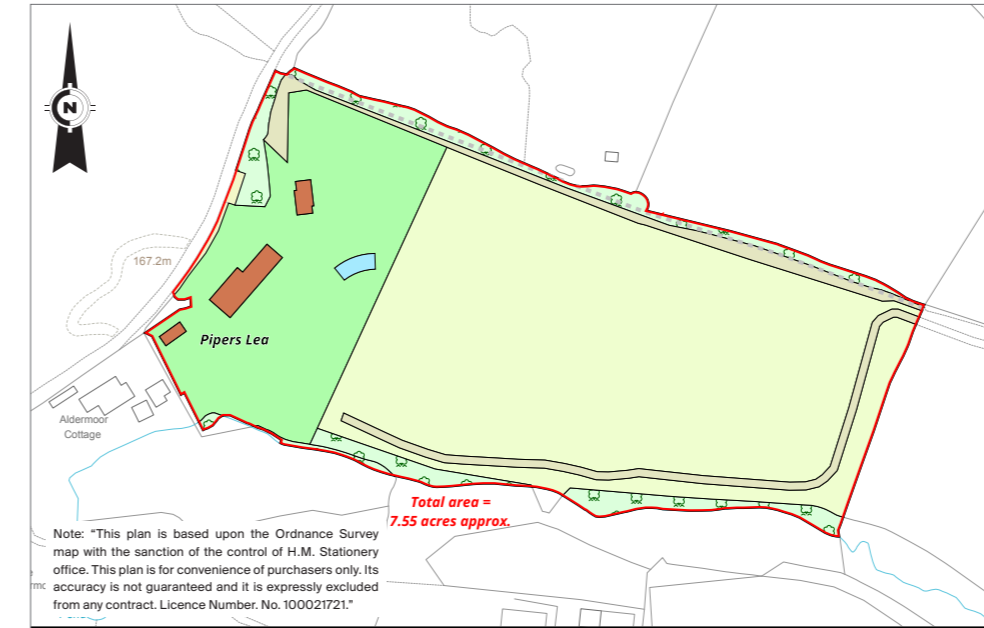 N
167.2m
Pipers Lea
Aldermoor
Cottage
Total area =
7.55 acres approx.
Note: “This plan is based upon the Ordnance Survey
map with the sanction of the control of H.M. Stationery
office. This plan is for convenience of purchasers only. Its
accuracy is not guaranteed and it is expressly excluded
from any contract. Licence Number. No. 100021721.”